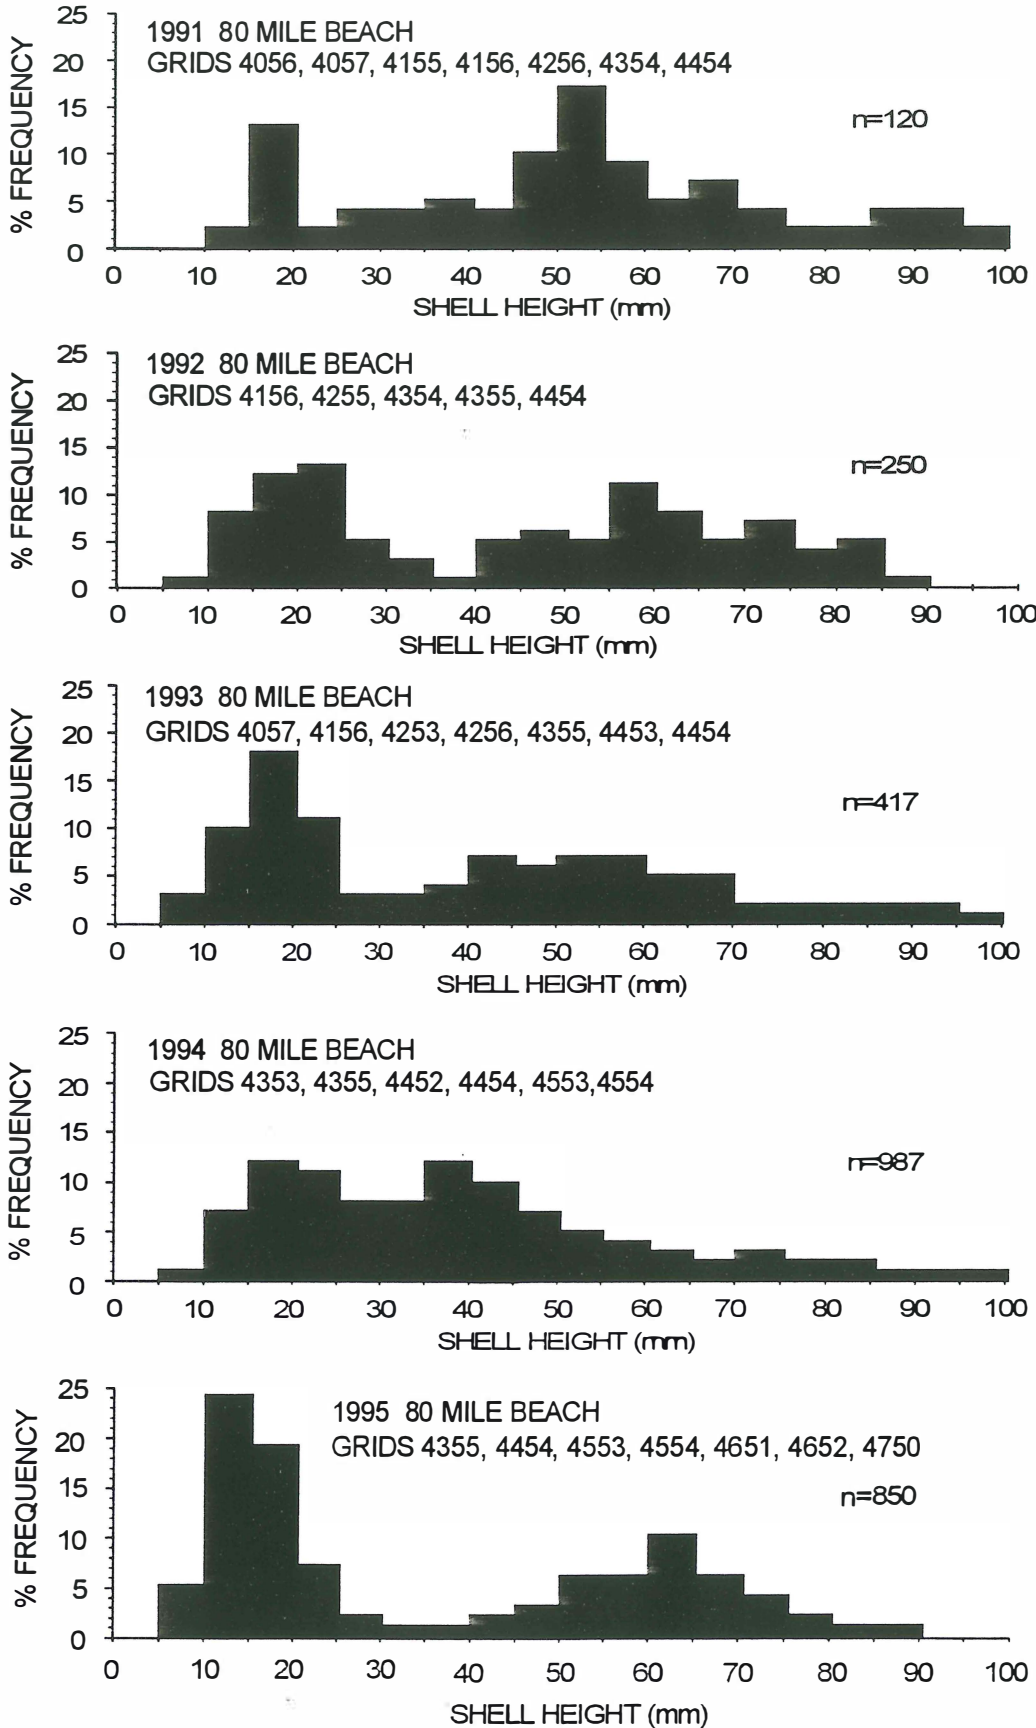 25
20
15
10
5
0
% FREQUENCY
1991 80 MILE BEACH
GRIDS 4056, 4057, 4155, 4156, 4256, 4354, 4454
n=120
0 10 20 30 40 50 60 70 80 90 100
SHELL HEIGHT (mm)
25
20
15
10
5
0
% FREQUENCY
1992 80 MILE BEACH
GRIDS 4156, 4255, 4354, 4355, 4454
n=250
0 10 20 30 40 50 60 70 80 90 100
SHELL HEIGHT (mm)
25
20
15
10
5
0
% FREQUENCY
1993 80 MILE BEACH
GRIDS 4057, 4156, 4253, 4256, 4355, 4453, 4454
n=417
0 10 20 30 40 50 60 70 80 90 100
SHELL HEIGHT (mm)
25
20
15
10
5
0
% FREQUENCY
1994 80 MILE BEACH
GRIDS 4353, 4355, 4452, 4454, 4553,4554
n=987
0 10 20 30 40 50 60 70 80 90 100
SHELL HEIGHT (mm)
25
20
15
10
5
0
% FREQUENCY
1995 80 MILE BEACH
GRIDS 4355, 4454, 4553, 4554, 4651, 4652, 4750
n=850
0 10 20 30 40 50 60 70 80 90 100
SHELL HEIGHT (mm)